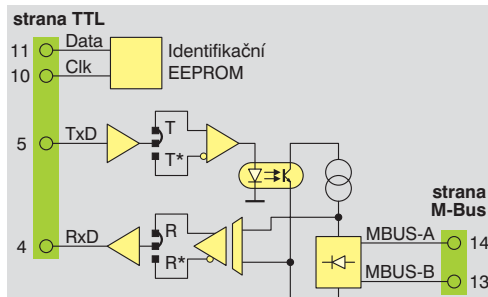 strana TTL
11 Data
10 Clk
Identifikační
EEPROM
5 TxD
T
T*
strana
M-Bus
4 RxD
R
R*
MBUS-A 14
MBUS-B 13